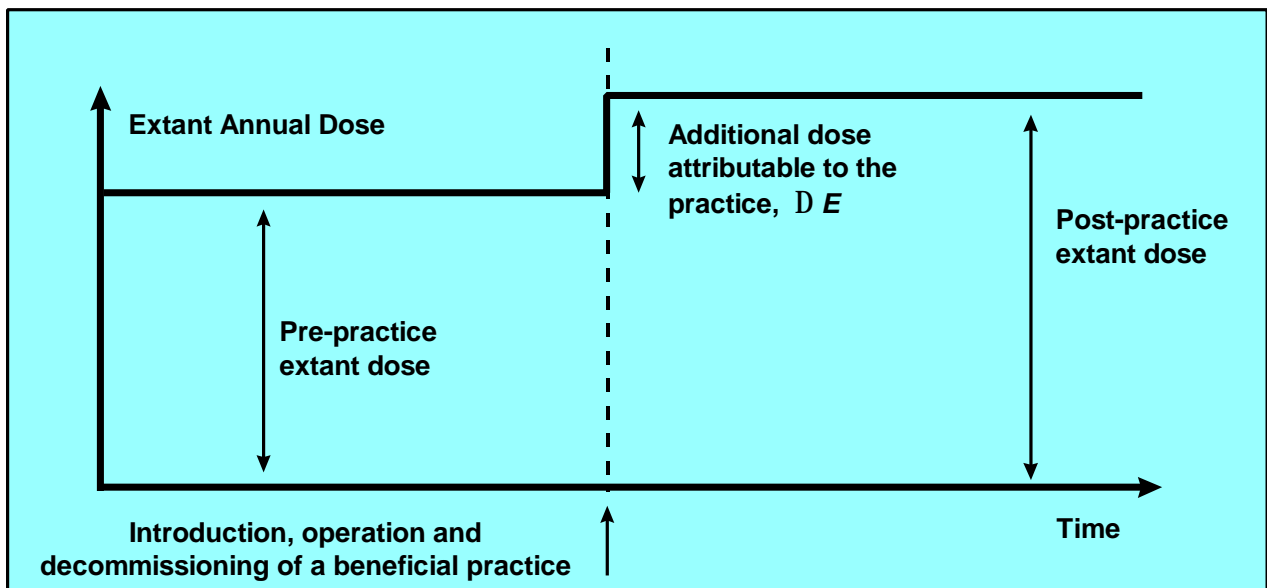 Extant Annual Dose
Additional dose
attributable to the
practice, D E
Post-practice
extant dose
Pre-practice
extant dose
Introduction, operation and
decommissioning of a beneficial practice
Time